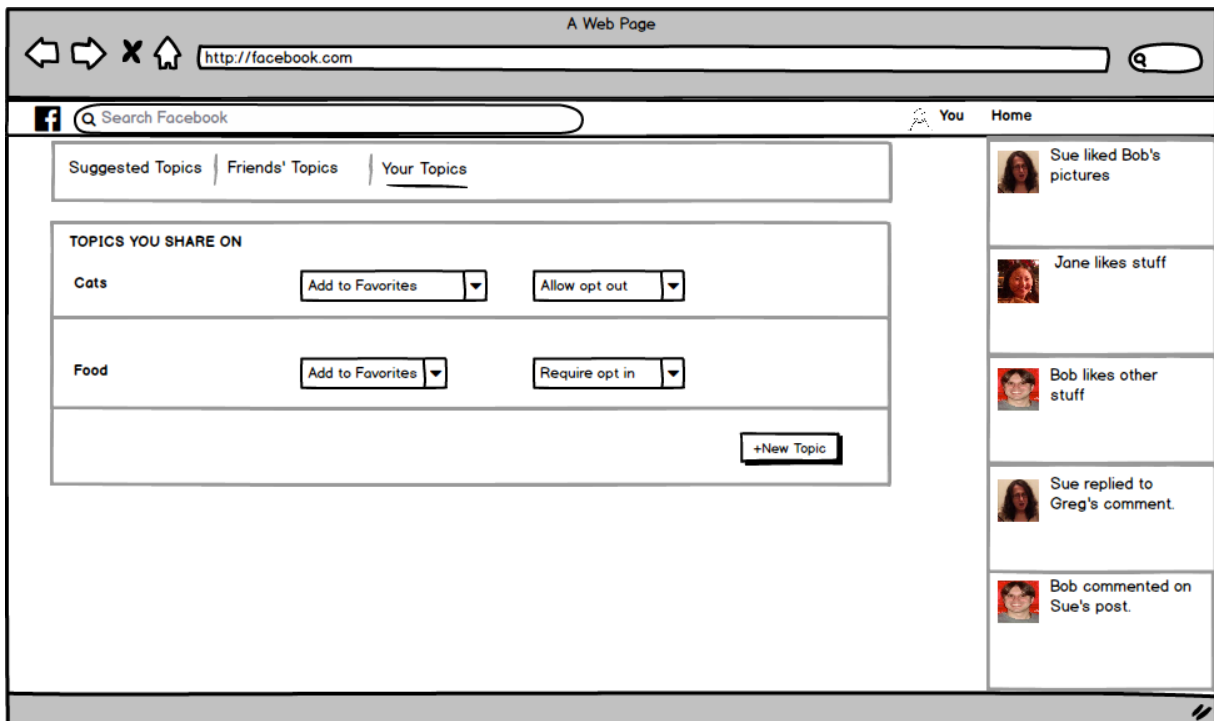 A Web Page
http://facebook.com
f
Search Facebook
You
Home
Suggested Topics
Friends' Topics
Your Topics
TOPICS YOU SHARE ON
Cats
Add to Favorites
Allow opt out
Food
Add to Favorites
Require opt in
+New Topic
Sue liked Bob's
pictures
Jane likes stuff
Bob likes other
stuff
Sue replied to
Greg's comment.
Bob commented on
Sue's post.